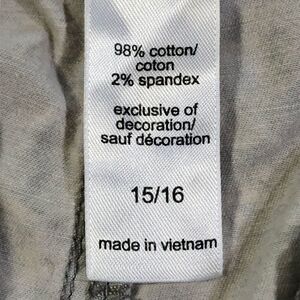 98% cotton/
coton
2% spandex
exclusive of
decoration/
sauf décoration
15/16
made in vietnam